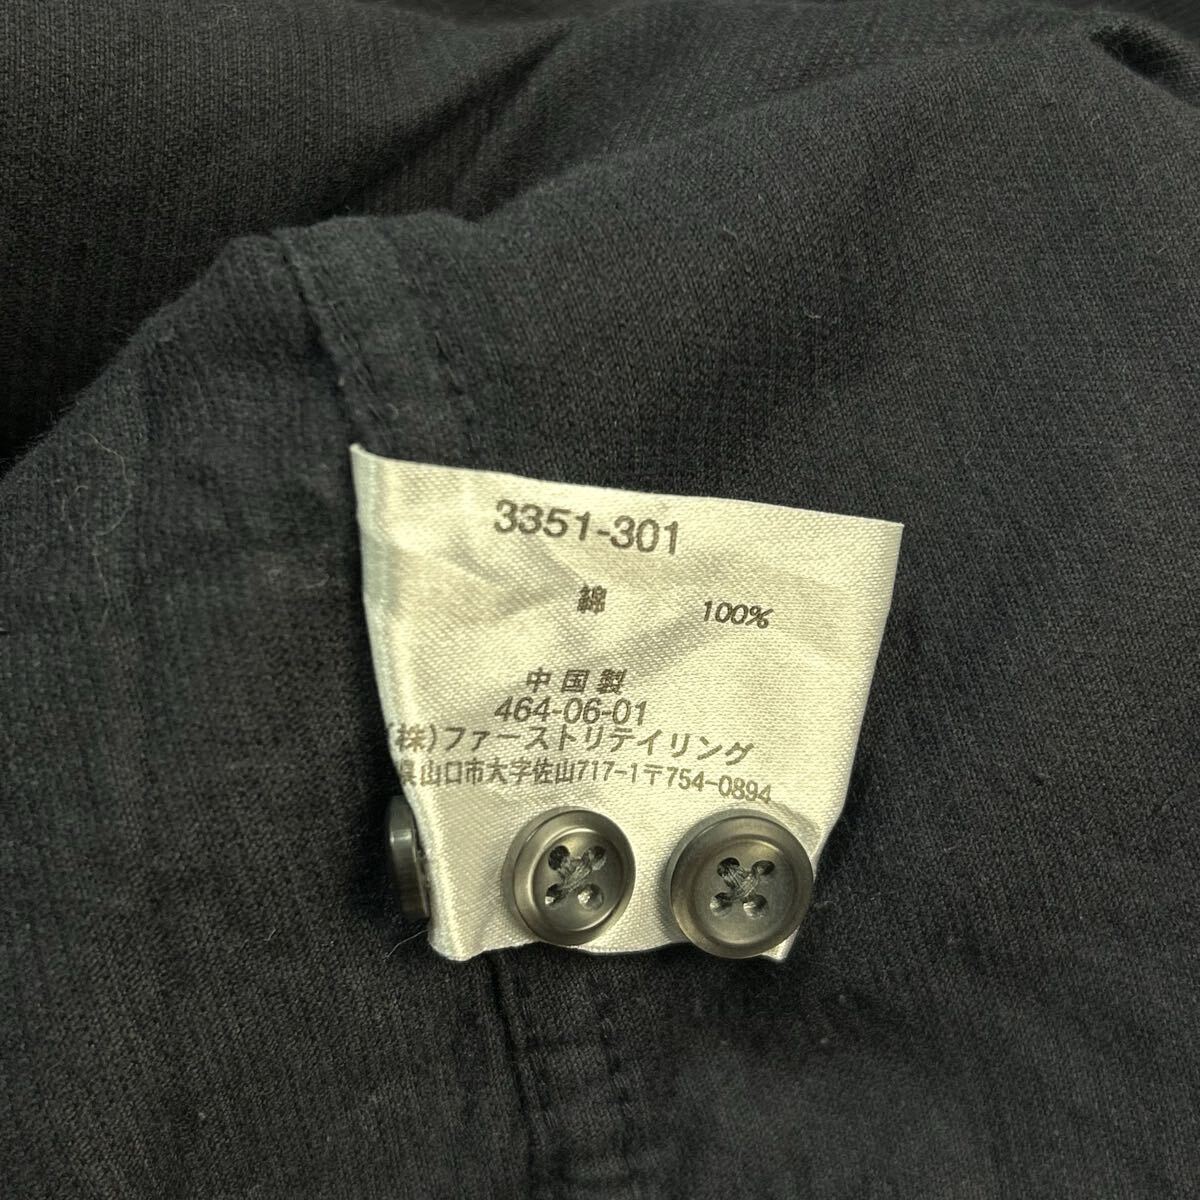 3351-301
綿 100%
中国製
464-06-01
(株)ファーストリテイリング
山口市大字佐山717-1〒754-0894